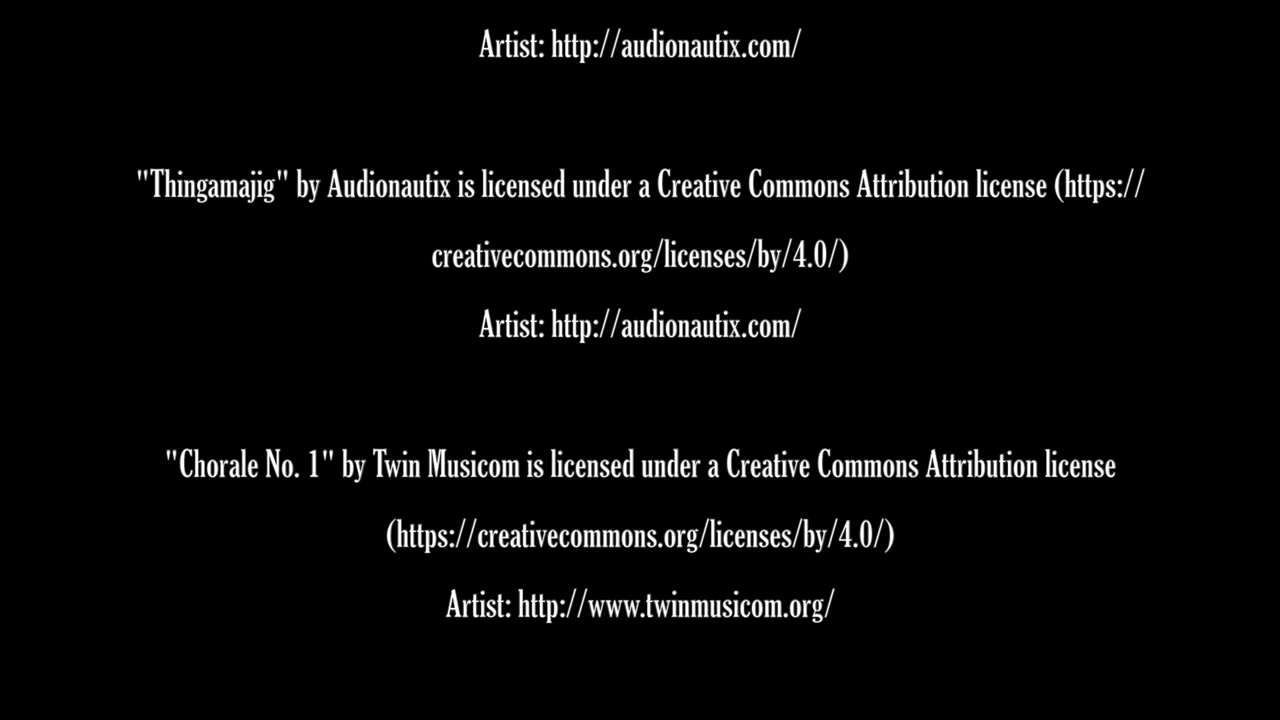 Artist: http://audionautix.com/
"Thingamajig" by Audionautix is licensed under a Creative Commons Attribution license (https://
creativecommons.org/licenses/by/4.0/)
Artist: http://audionautix.com/
"Chorale No. 1" by Twin Musicom is licensed under a Creative Commons Attribution license
(https://creativecommons.org/licenses/by/4.0/)
Artist: http://www.twinmusicom.org/